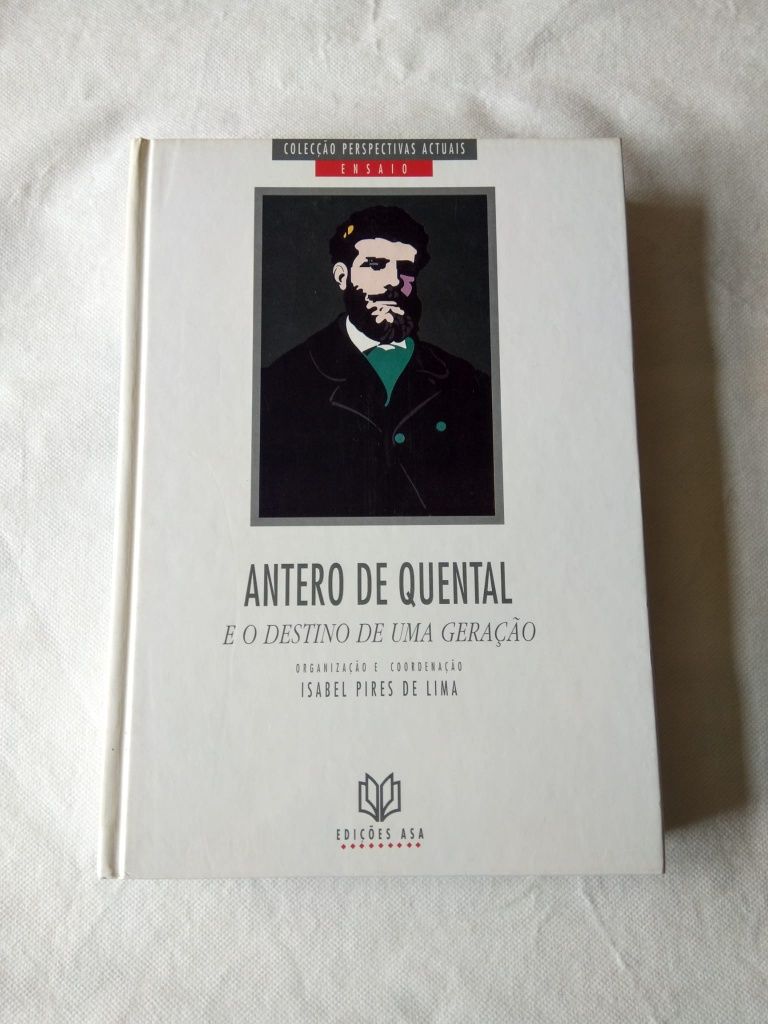 COLECÇÃO PERSPECTIVAS ACTUAIS
ENSAIO
ANTERO DE QUENTAL
E O DESTINO DE UMA GERAÇÃO
ORGANIZAÇÃO E COORDENAÇÃO
ISABEL PIRES DE LIMA
EDIÇÕES ASA